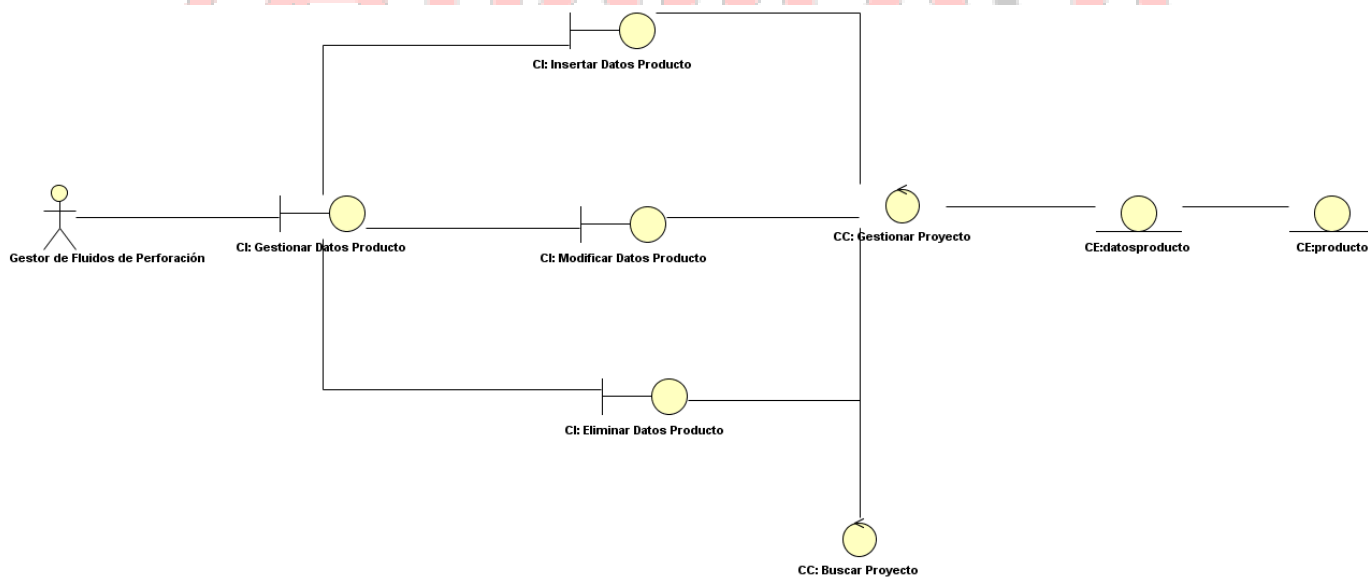 CI: Insertar Datos Producto
Gestor de Fluidos de Perforación
CI: Gestionar Datos Producto
CI: Modificar Datos Producto
CC: Gestionar Proyecto
CE:datosproducto
CE:producto
CI: Eliminar Datos Producto
CC: Buscar Proyecto